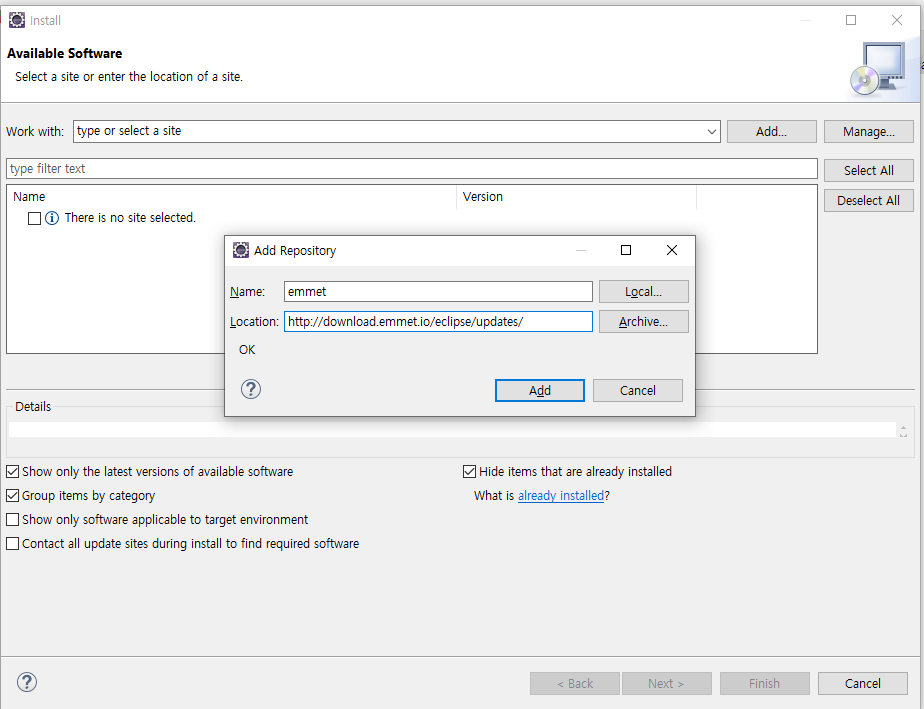 Install
Available Software
Select a site or enter the location of a site.
Work with: type or select a site Add... Manage...
type filter text Select All
Name Version Deselect All
There is no site selected.
Add Repository
Name: emmet Local...
Location: http://download.emmet.io/eclipse/updates/ Archive...
OK
? Add Cancel
Details
Show only the latest versions of available software Hide items that are already installed
Group items by category What is already installed?
Show only software applicable to target environment
Contact all update sites during install to find required software
? < Back Next > Finish Cancel